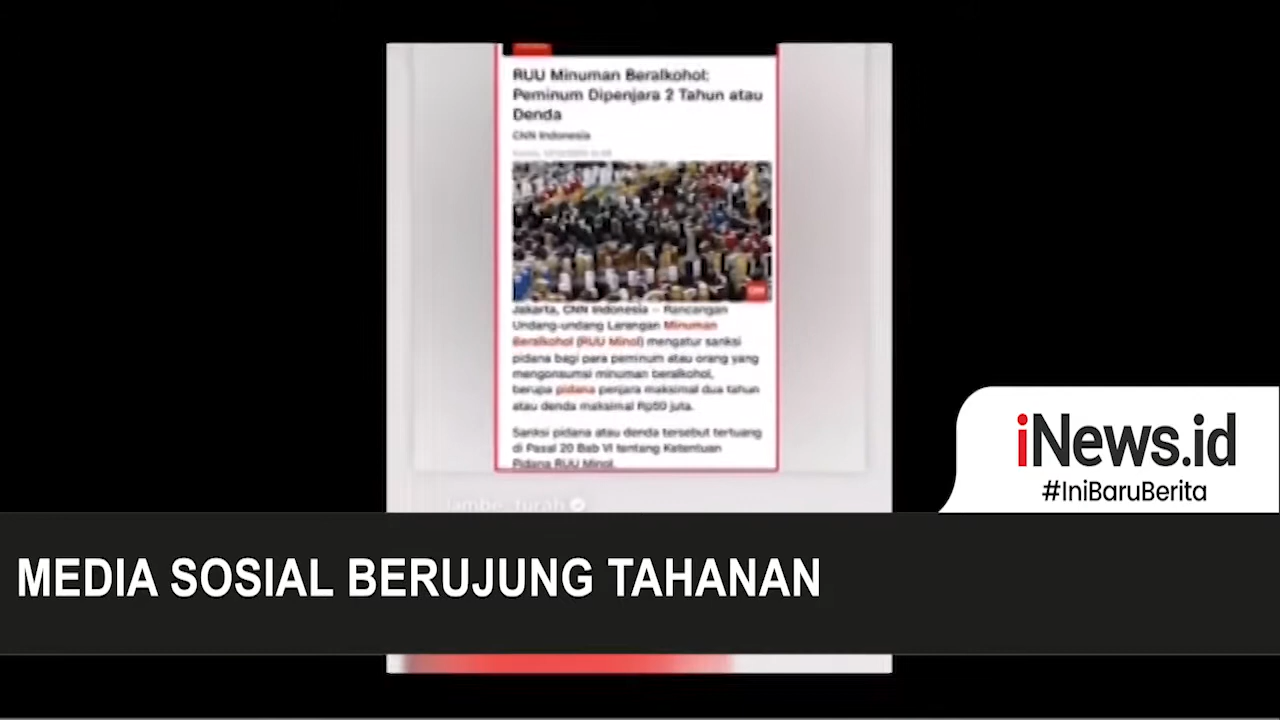 RUU Minuman Beralkohol:
Peminum Dipenjara 2 Tahun atau
Denda
CNN Indonesia
CNN
Jakarta, CNN Indonesia -- Rancangan
Undang-undang Larangan Minuman
Beralkohol (RUU Minol) mengatur sanksi
pidana bagi para peminum atau orang yang
mengonsumsi minuman beralkohol,
berupa pidana penjara maksimal dua tahun
atau denda maksimal Rp50 juta.
Sanksi pidana atau denda tersebut tertuang
di Pasal 20 Bab VI tentang Ketentuan
Pidana RUU Minol.
lambe_turah
iNews.id
#IniBaruBerita
MEDIA SOSIAL BERUJUNG TAHANAN